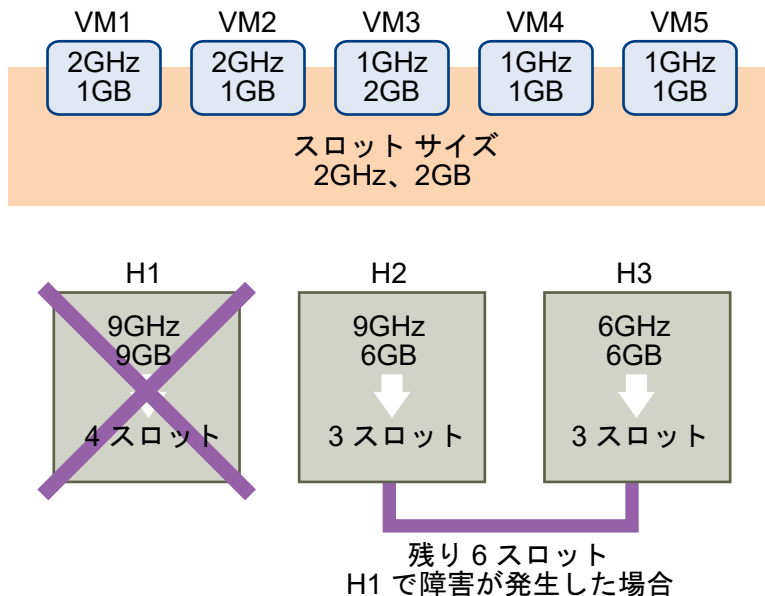 VM1 VM2 VM3 VM4 VM5
2GHz 2GHz 1GHz 1GHz 1GHz
1GB 1GB 2GB 1GB 1GB
スロット サイズ
2GHz、2GB
H1 H2 H3
9GHz 9GHz 6GHz
9GB 6GB 6GB
4 スロット 3 スロット 3 スロット
残り 6 スロット
H1 で障害が発生した場合